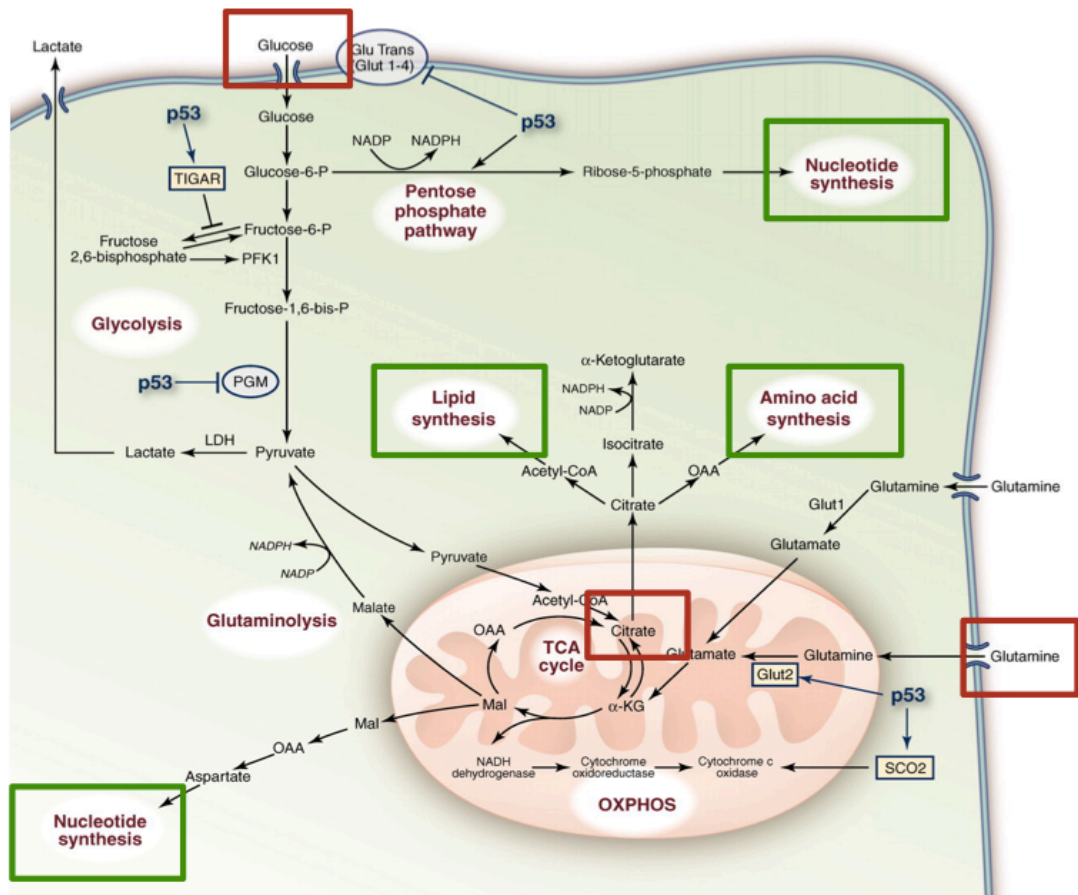 Lactate
Glucose
Glu Trans
(Glut 1-4)
Glucose
p53
p53
NADP
NADPH
TIGAR
Glucose-6-P
Ribose-5-phosphate
Nucleotide
synthesis
Pentose
phosphate
pathway
Fructose-6-P
Fructose
2,6-bisphosphate
PFK1
Fructose-1,6-bis-P
Glycolysis
α-Ketoglutarate
p53
PGM
NADPH
NADP
Lipid
synthesis
Amino acid
synthesis
Isocitrate
LDH
Lactate
Pyruvate
Acetyl-CoA
OAA
Citrate
Glutamine
Glutamine
Glut1
Glutamate
NADPH
NADP
Pyruvate
Acetyl-CoA
Malate
Glutaminolysis
OAA
Citrate
TCA
cycle
Glutamate
Glutamine
Glutamine
Glut2
p53
Mal
α-KG
Mal
OAA
NADH
dehydrogenase
Cytochrome
oxidoreductase
Cytochrome c
oxidase
SCO2
Aspartate
OXPHOS
Nucleotide
synthesis